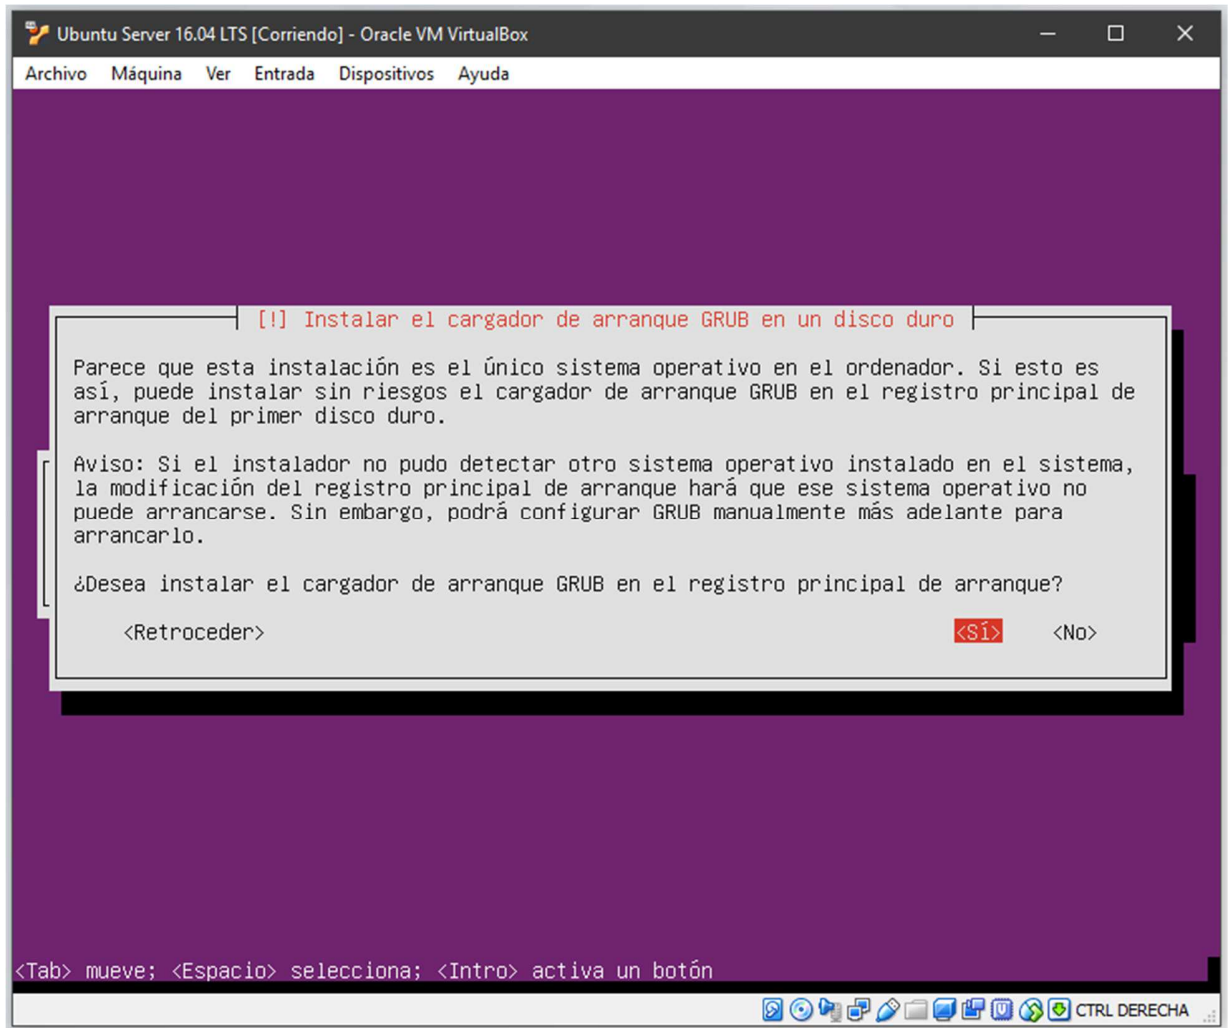 Ubuntu Server 16.04 LTS [Corriendo] - Oracle VM VirtualBox
Archivo Máquina Ver Entrada Dispositivos Ayuda
[!] Instalar el cargador de arranque GRUB en un disco duro
Parece que esta instalación es el único sistema operativo en el ordenador. Si esto es
así, puede instalar sin riesgos el cargador de arranque GRUB en el registro principal de
arranque del primer disco duro.
Aviso: Si el instalador no pudo detectar otro sistema operativo instalado en el sistema,
la modificación del registro principal de arranque hará que ese sistema operativo no
puede arrancarse. Sin embargo, podrá configurar GRUB manualmente más adelante para
arrancarlo.
¿Desea instalar el cargador de arranque GRUB en el registro principal de arranque?
<Retroceder> <Sí> <No>
<Tab> mueve; <Espacio> selecciona; <Intro> activa un botón
CTRL DERECHA